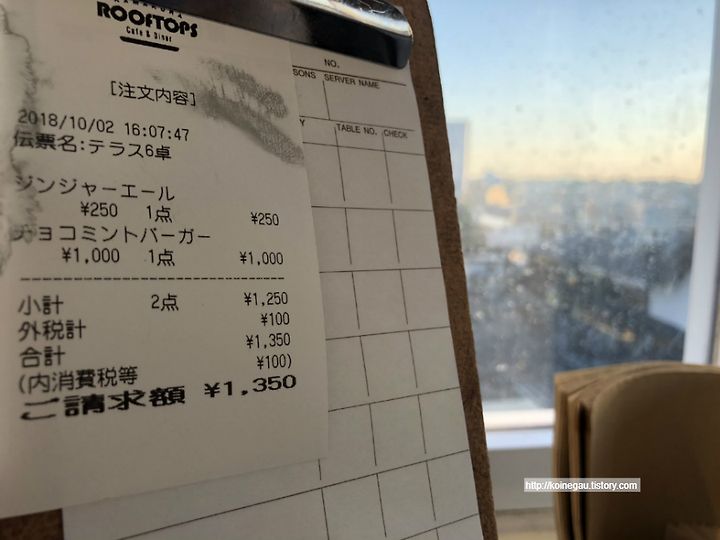 ROOFTOPS
Cafe & Diner
[注文内容]
2018/10/02 16:07:47
伝票名:テラス6卓
ジンジャーエール
¥250 1点 ¥250
チョコミントバーガー
¥1,000 1点 ¥1,000
小計 2点 ¥1,250
外税計 ¥100
合計 ¥1,350
(内消費税等 ¥100)
ご請求額 ¥1,350
NO.
SONS SERVER NAME
TABLE NO. CHECK
http://koinegau.tistory.com